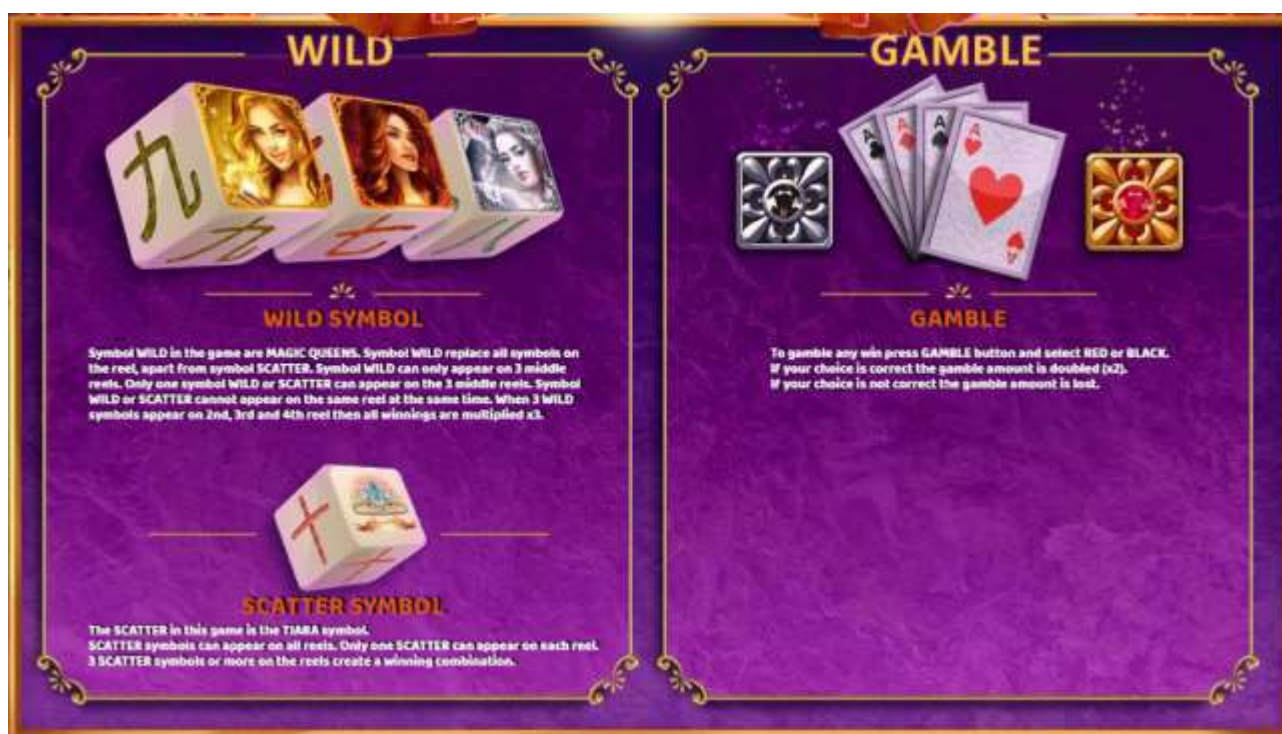 WILD
九 九 七 八
WILD SYMBOL
Symbol WILD in the game are MAGIC QUEENS. Symbol WILD replace all symbols on
the reel, apart from symbol SCATTER. Symbol WILD can only appear on 3 middle
reels. Only one symbol WILD or SCATTER can appear on the 3 middle reels. Symbol
WILD or SCATTER cannot appear on the same reel at the same time. When 3 WILD
symbols appear on 2nd, 3rd and 4th reel then all winnings are multiplied x3.
十 十
SCATTER SYMBOL
The SCATTER in this game is the TIARA symbol.
SCATTER symbols can appear on all reels. Only one SCATTER can appear on each reel.
3 SCATTER symbols or more on the reels create a winning combination.
GAMBLE
A A A A A
GAMBLE
To gamble any win press GAMBLE button and select RED or BLACK.
If your choice is correct the gamble amount is doubled (x2).
If your choice is not correct the gamble amount is lost.